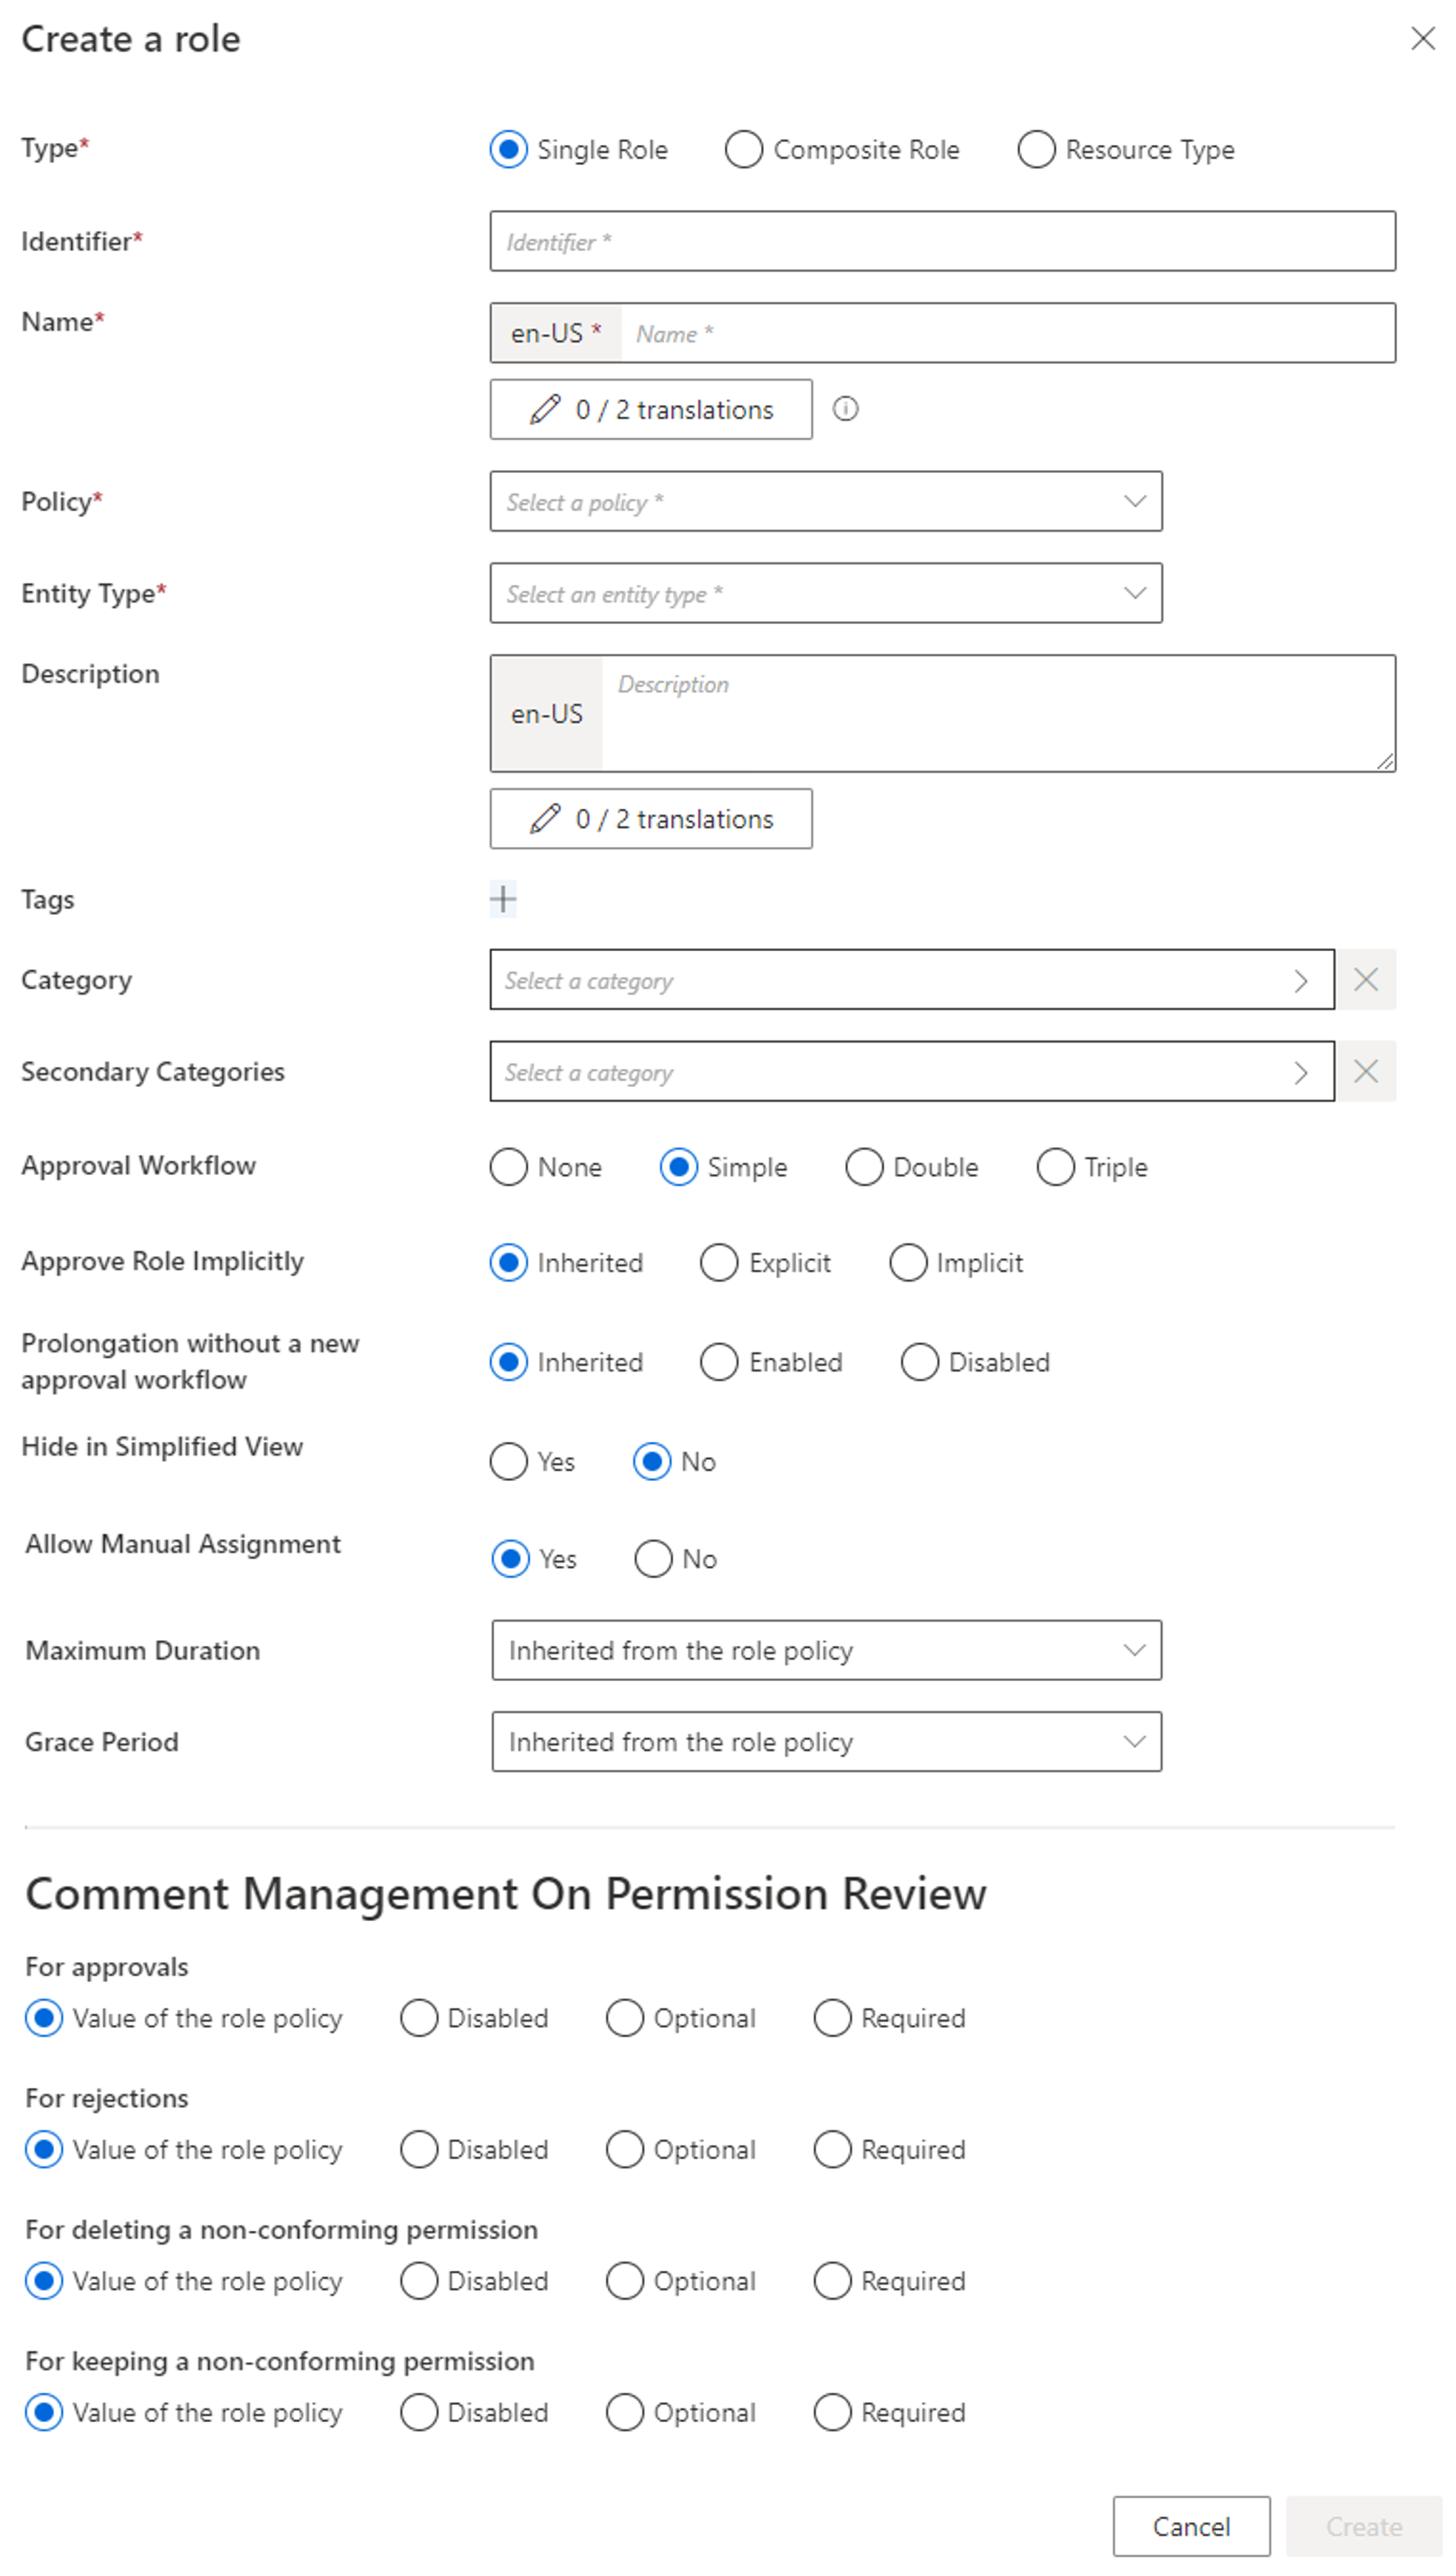 Create a role
Type* Single Role Composite Role Resource Type
Identifier* Identifier *
Name* en-US * Name *
0 / 2 translations
Policy* Select a policy *
Entity Type* Select an entity type *
Description en-US Description
0 / 2 translations
Tags
Category Select a category
Secondary Categories Select a category
Approval Workflow None Simple Double Triple
Approve Role Implicitly Inherited Explicit Implicit
Prolongation without a new
approval workflow Inherited Enabled Disabled
Hide in Simplified View Yes No
Allow Manual Assignment Yes No
Maximum Duration Inherited from the role policy
Grace Period Inherited from the role policy
Comment Management On Permission Review
For approvals
Value of the role policy Disabled Optional Required
For rejections
Value of the role policy Disabled Optional Required
For deleting a non-conforming permission
Value of the role policy Disabled Optional Required
For keeping a non-conforming permission
Value of the role policy Disabled Optional Required
Cancel Create